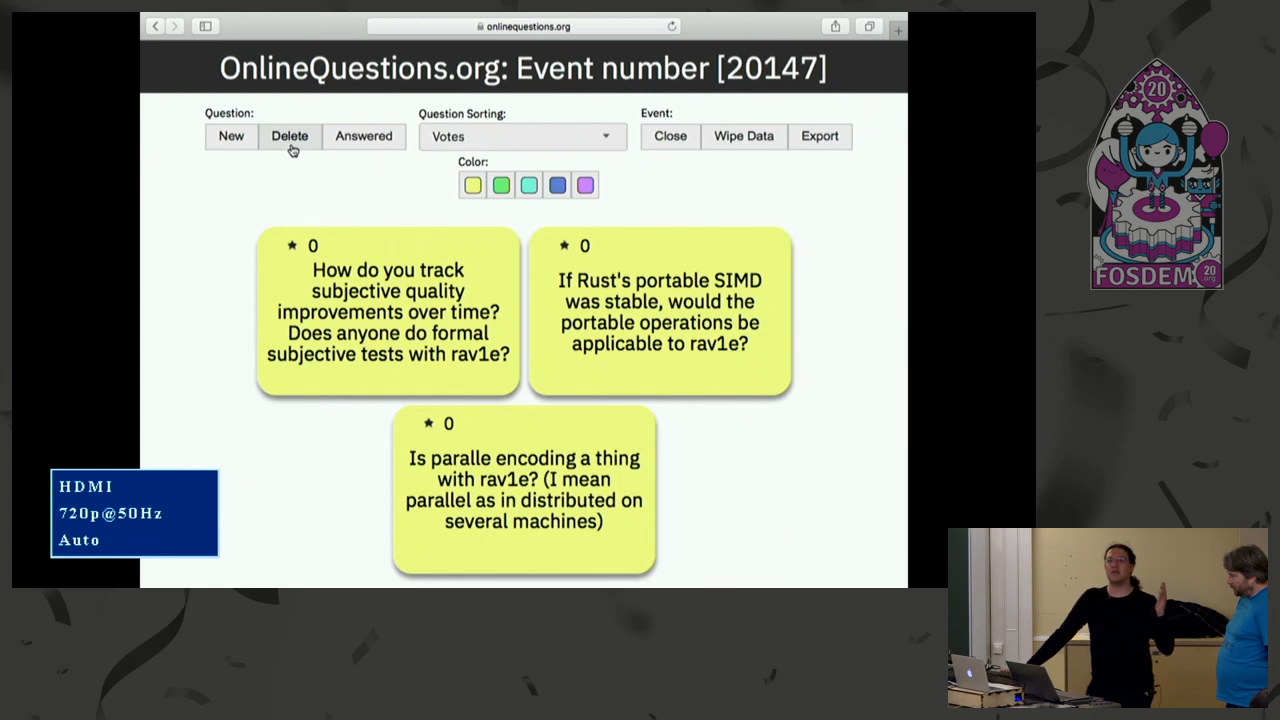 onlinequestions.org
OnlineQuestions.org: Event number [20147]
Question:
New
Delete
Answered
Question Sorting:
Votes
Event:
Close
Wipe Data
Export
Color:
0
How do you track
subjective quality
improvements over time?
Does anyone do formal
subjective tests with rav1e?
0
If Rust's portable SIMD
was stable, would the
portable operations be
applicable to rav1e?
0
Is paralle encoding a thing
with rav1e? (I mean
parallel as in distributed on
several machines)
HDMI
720p@50Hz
Auto
20
FOSDEM
20
.org